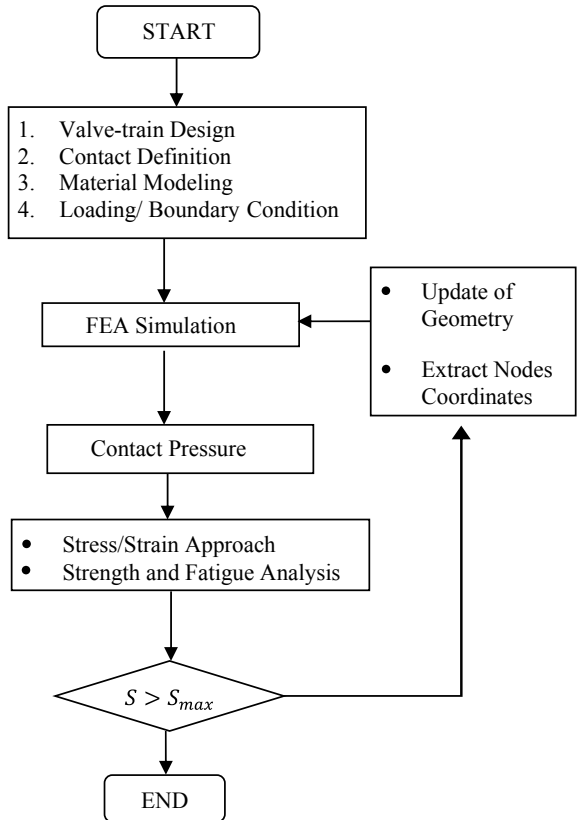 START
1. Valve-train Design
2. Contact Definition
3. Material Modeling
4. Loading/ Boundary Condition
FEA Simulation
• Update of
Geometry
• Extract Nodes
Coordinates
Contact Pressure
• Stress/Strain Approach
• Strength and Fatigue Analysis
S > Smax
END